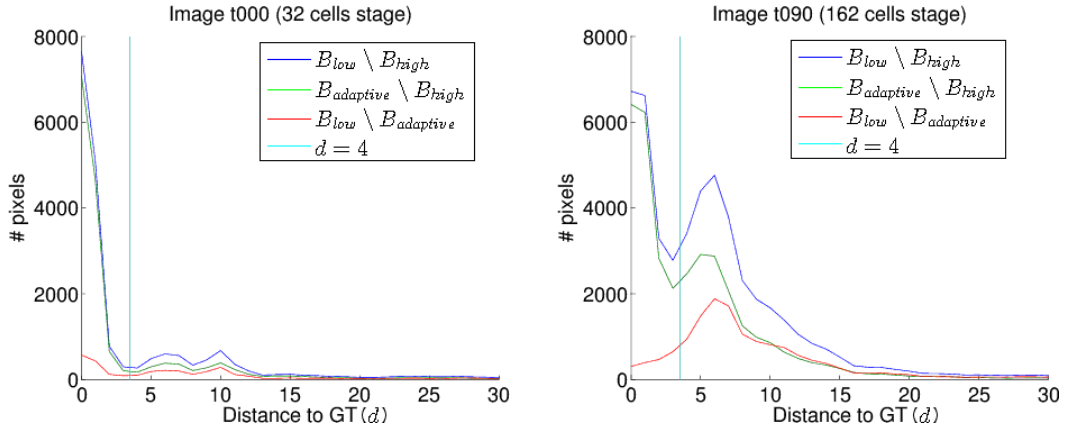 Image t000 (32 cells stage)
8000
6000
4000
2000
0
# pixels
B_low \ B_high
B_adaptive \ B_high
B_low \ B_adaptive
d = 4
0 5 10 15 20 25 30
Distance to GT (d)
Image t090 (162 cells stage)
8000
6000
4000
2000
0
# pixels
B_low \ B_high
B_adaptive \ B_high
B_low \ B_adaptive
d = 4
0 5 10 15 20 25 30
Distance to GT (d)